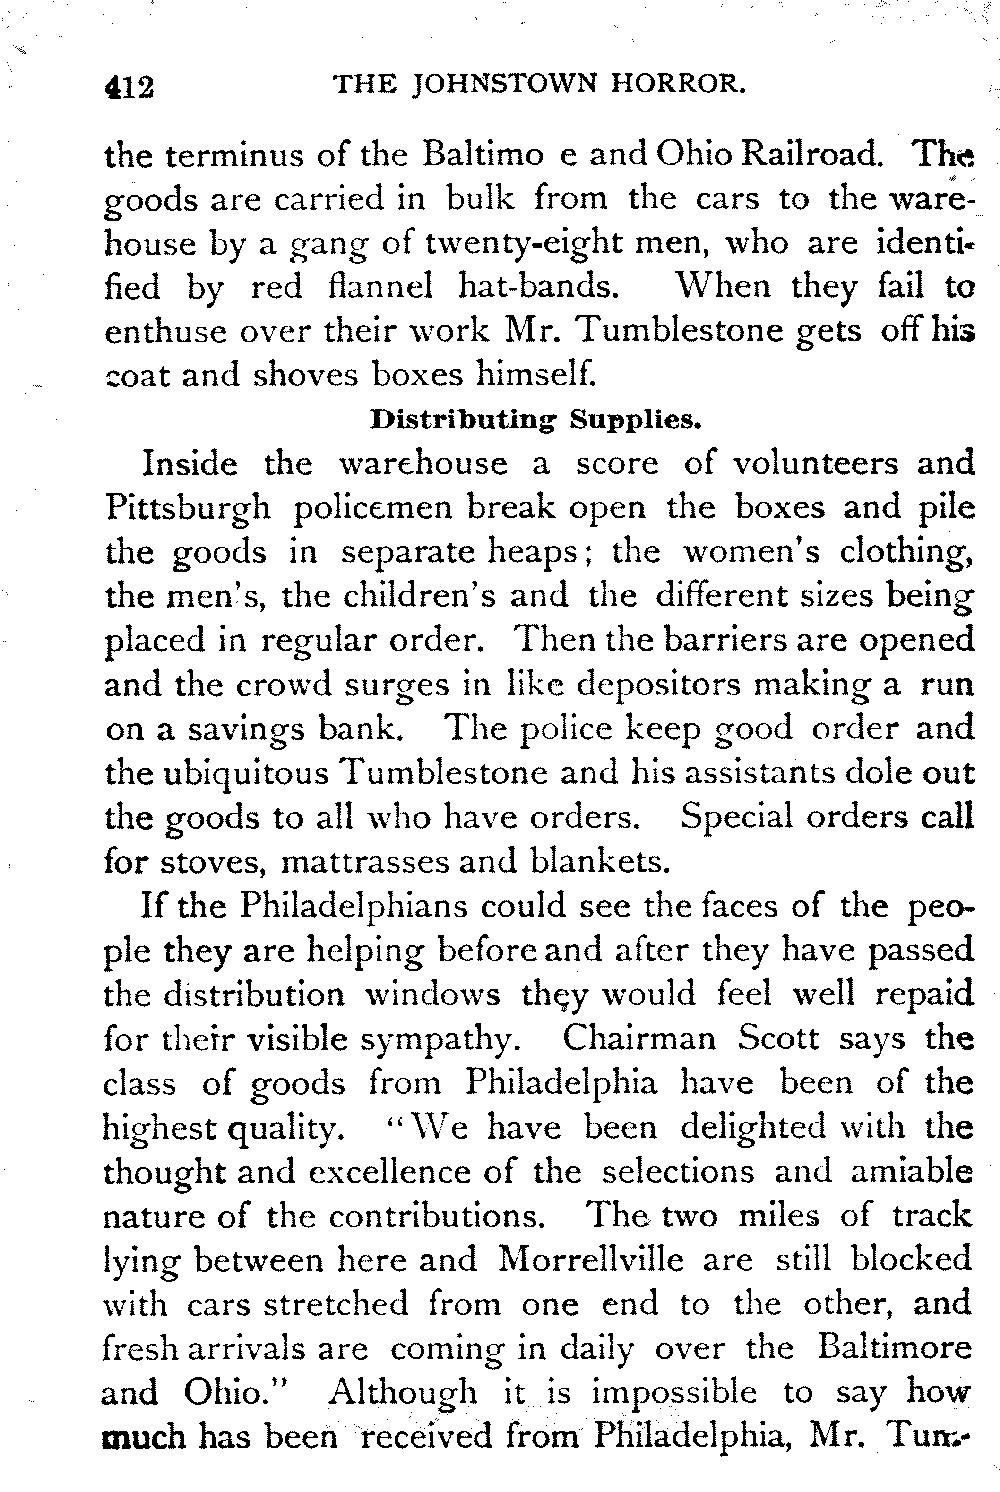 412 THE JOHNSTOWN HORROR.
the terminus of the Baltimo e and Ohio Railroad. The
goods are carried in bulk from the cars to the ware-
house by a gang of twenty-eight men, who are identi-
fied by red flannel hat-bands. When they fail to
enthuse over their work Mr. Tumblestone gets off his
coat and shoves boxes himself.
Distributing Supplies.
Inside the warehouse a score of volunteers and
Pittsburgh policemen break open the boxes and pile
the goods in separate heaps; the women's clothing,
the men's, the children's and the different sizes being
placed in regular order. Then the barriers are opened
and the crowd surges in like depositors making a run
on a savings bank. The police keep good order and
the ubiquitous Tumblestone and his assistants dole out
the goods to all who have orders. Special orders call
for stoves, mattrasses and blankets.
If the Philadelphians could see the faces of the peo-
ple they are helping before and after they have passed
the distribution windows they would feel well repaid
for their visible sympathy. Chairman Scott says the
class of goods from Philadelphia have been of the
highest quality. "We have been delighted with the
thought and excellence of the selections and amiable
nature of the contributions. The two miles of track
lying between here and Morrellville are still blocked
with cars stretched from one end to the other, and
fresh arrivals are coming in daily over the Baltimore
and Ohio." Although it is impossible to say how
much has been received from Philadelphia, Mr. Tum-